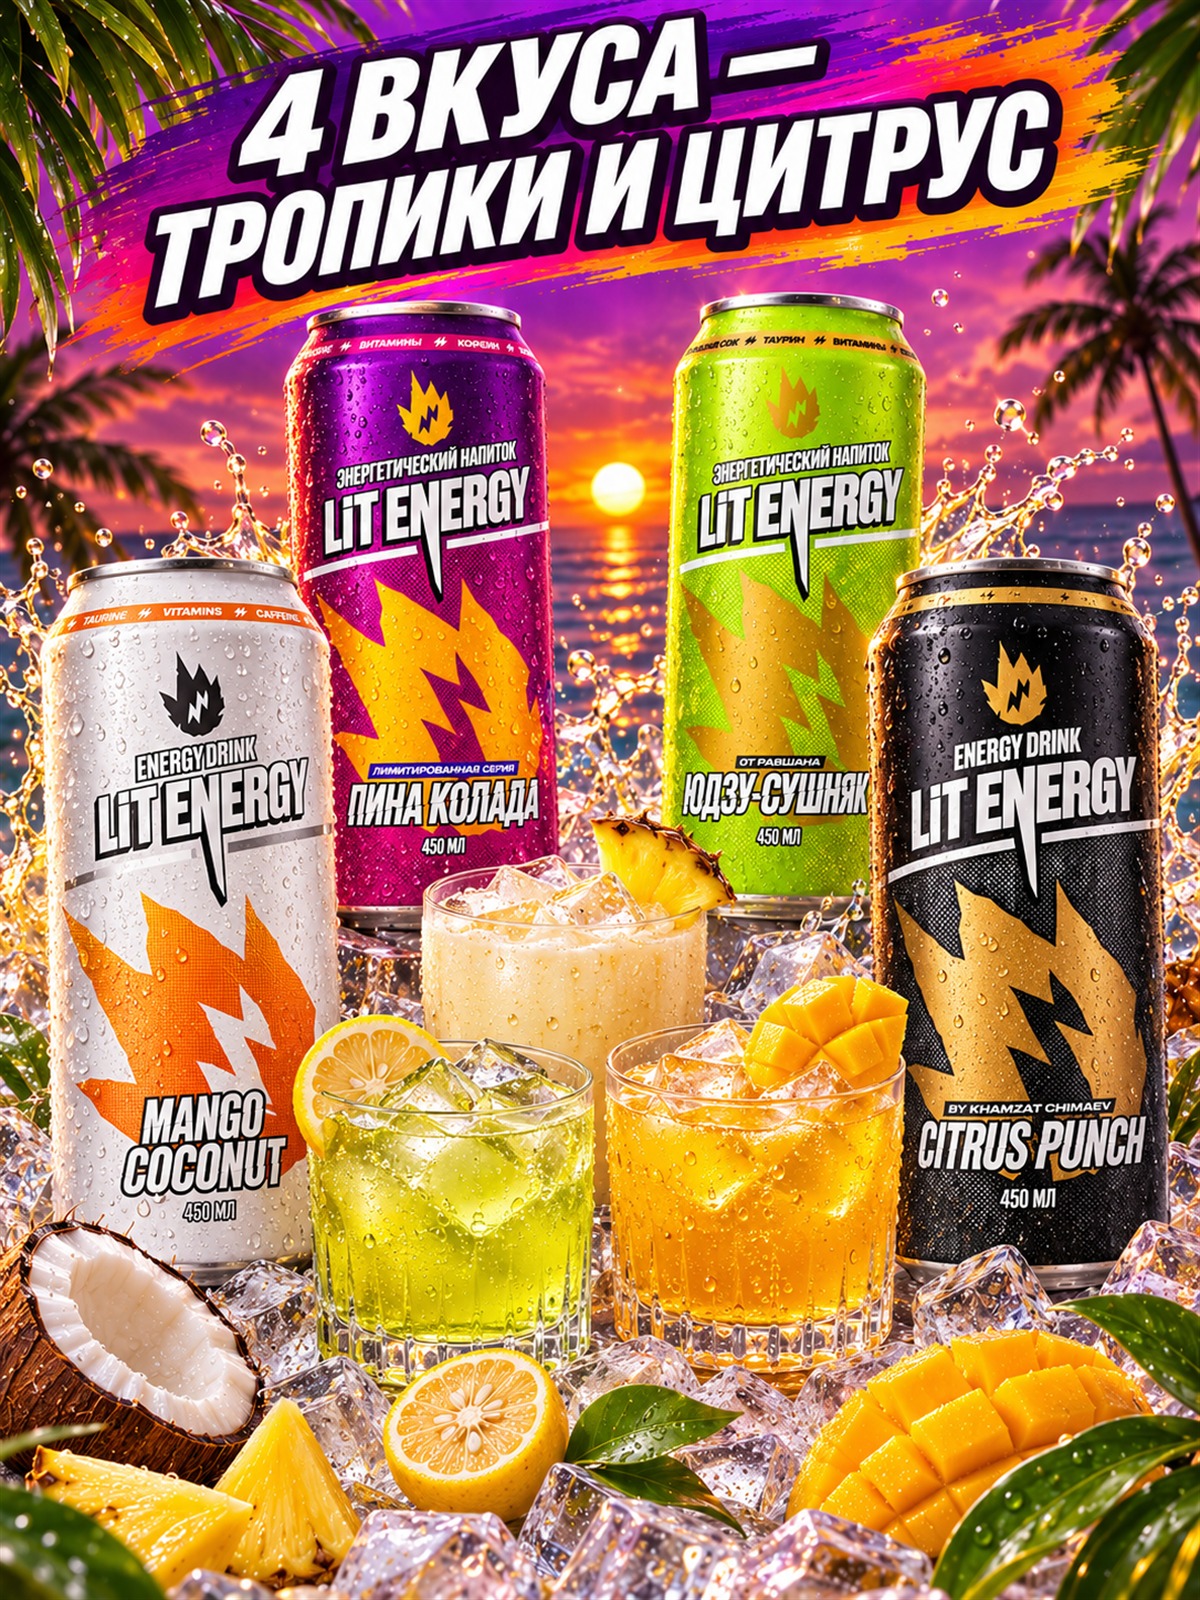 4 ВКУСА —
ТРОПИКИ И ЦИТРУС
ВИТАМИНЫ КОФЕИН
ЭНЕРГЕТИЧЕСКИЙ НАПИТОК
LiT ENERGY
ЛИМИТИРОВАННАЯ СЕРИЯ
ПИНА КОЛАДА
450 МЛ
СОК ТАУРИН ВИТАМИНЫ
ЭНЕРГЕТИЧЕСКИЙ НАПИТОК
LiT ENERGY
ОТ РАВШАНА
ЮДЗУ-СУШНЯК
450 МЛ
TAURINE VITAMINS CAFFEINE
ENERGY DRINK
LiT ENERGY
MANGO
COCONUT
450 МЛ
ENERGY DRINK
LiT ENERGY
BY KHAMZAT CHIMAEV
CITRUS PUNCH
450 МЛ